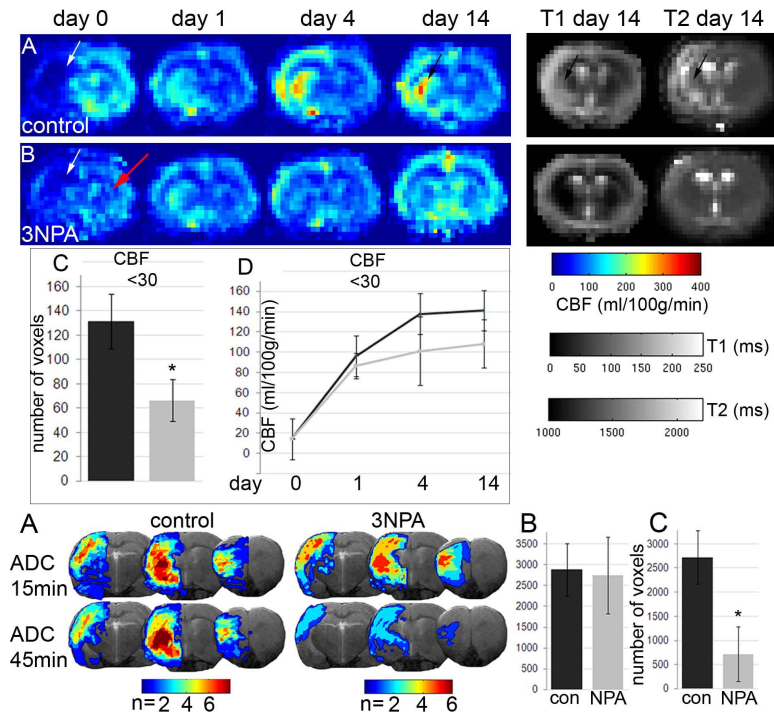 day 0 day 1 day 4 day 14 T1 day 14 T2 day 14
A
control
B
3NPA
C CBF <30
number of voxels
160
140
120
100
80
60
40
20
0
*
D CBF <30
CBF (ml/100g/min)
160
140
120
100
80
60
40
20
0
day 0 1 4 14
0 100 200 300 400
CBF (ml/100g/min)
T1 (ms)
0 50 100 150 200 250
T2 (ms)
1000 1500 2000
A control 3NPA
ADC
15min
ADC
45min
n= 2 4 6
n= 2 4 6
B
3500
3000
2500
2000
1500
1000
500
0
con NPA
C
number of voxels
3500
3000
2500
2000
1500
1000
500
0
*
con NPA